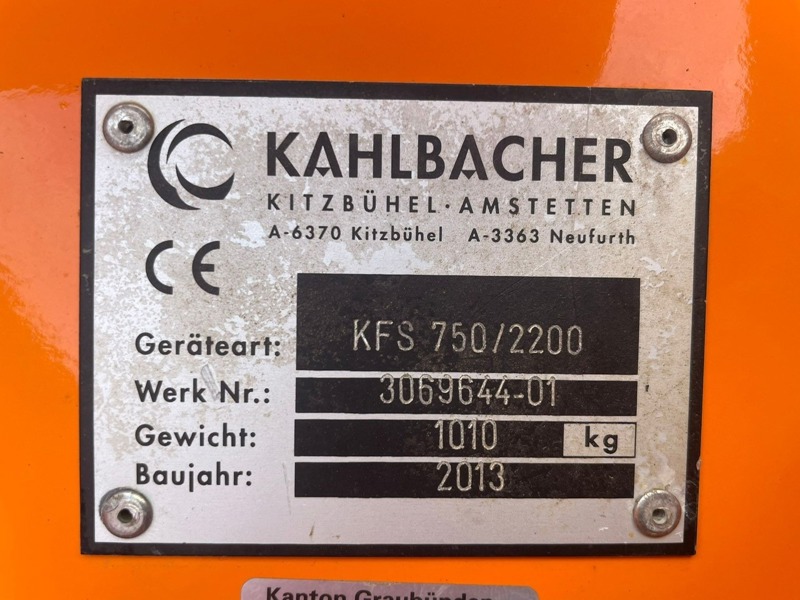 KAHLBACHER
KITZBÜHEL · AMSTETTEN
A-6370 Kitzbühel A-3363 Neufurth
CE
Geräteart: KFS 750/2200
Werk Nr.: 3069644-01
Gewicht: 1010 kg
Baujahr: 2013
Kanton Graubünden